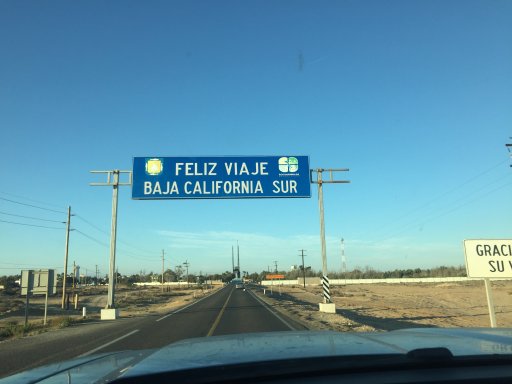 FELIZ VIAJE
BAJA CALIFORNIA SUR
GRACI
SU V